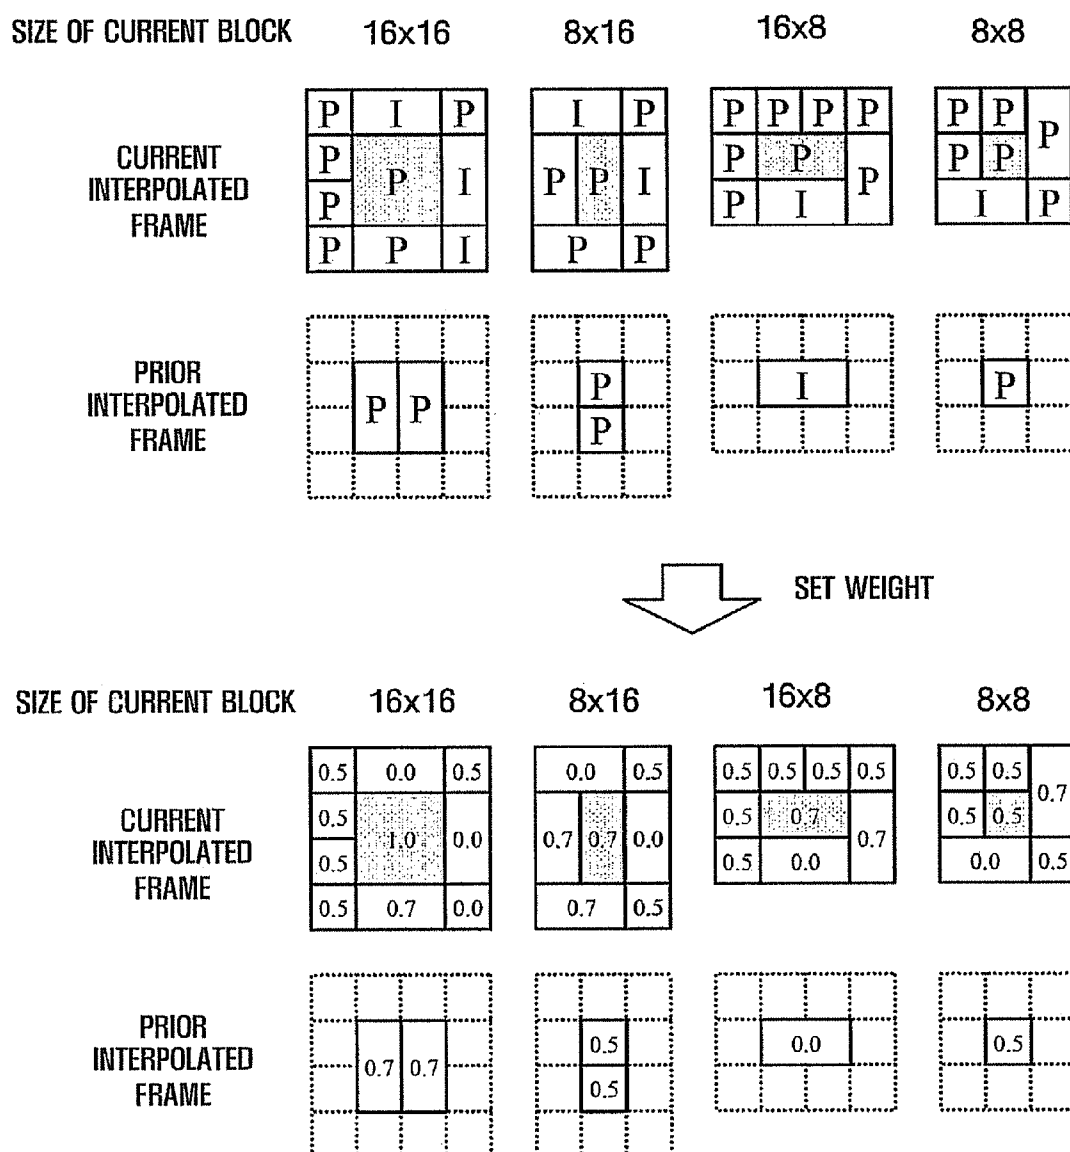 SIZE OF CURRENT BLOCK 16x16 8x16 16x8 8x8
P I P I P P P P P P P P
CURRENT INTERPOLATED FRAME
P P I P P I P P P P P
P
P P I P P P I I P
PRIOR INTERPOLATED FRAME
P P P I P
P
SET WEIGHT
SIZE OF CURRENT BLOCK 16x16 8x16 16x8 8x8
0.5 0.0 0.5 0.0 0.5 0.5 0.5 0.5 0.5 0.5 0.5 0.7
CURRENT INTERPOLATED FRAME
0.5 1.0 0.0 0.7 0.7 0.0 0.5 0.7 0.7 0.5 0.5
0.5
0.5 0.7 0.0 0.7 0.5 0.5 0.0 0.0 0.5
PRIOR INTERPOLATED FRAME
0.7 0.7 0.5 0.0 0.5
0.5